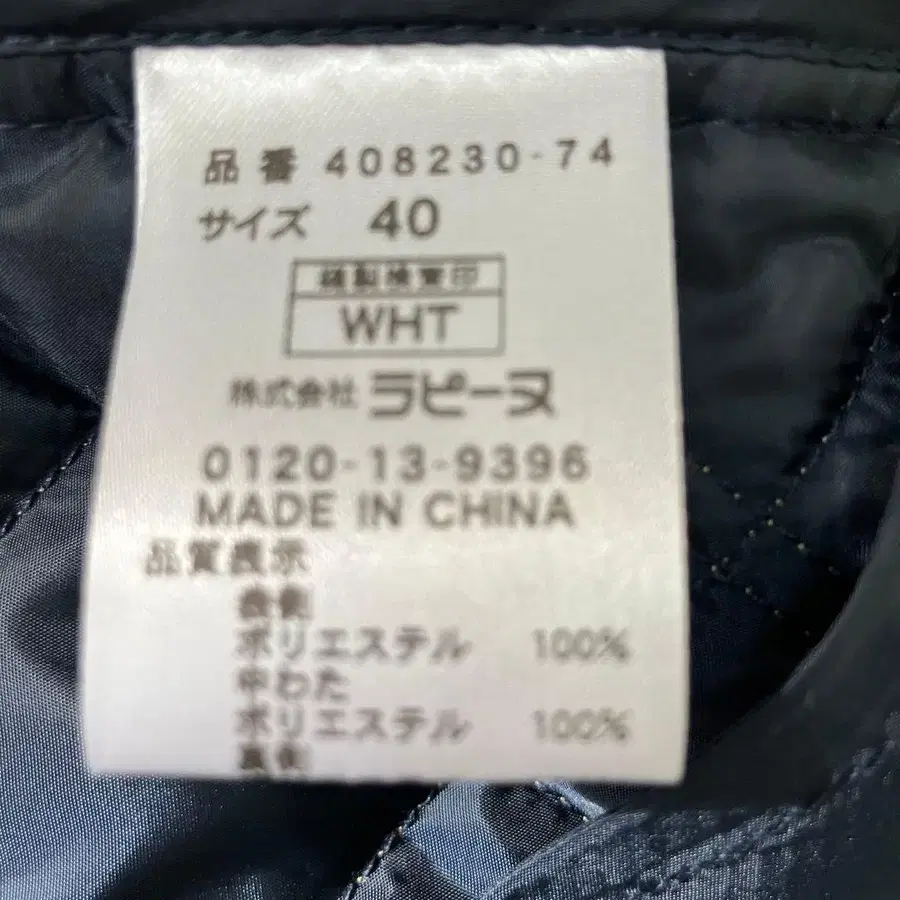 品番 408230-74
サイズ 40
縫製検査印
WHT
株式会社 ラピーヌ
0120-13-9396
MADE IN CHINA
品質表示
表側
ポリエステル 100%
中わた
ポリエステル 100%
裏側